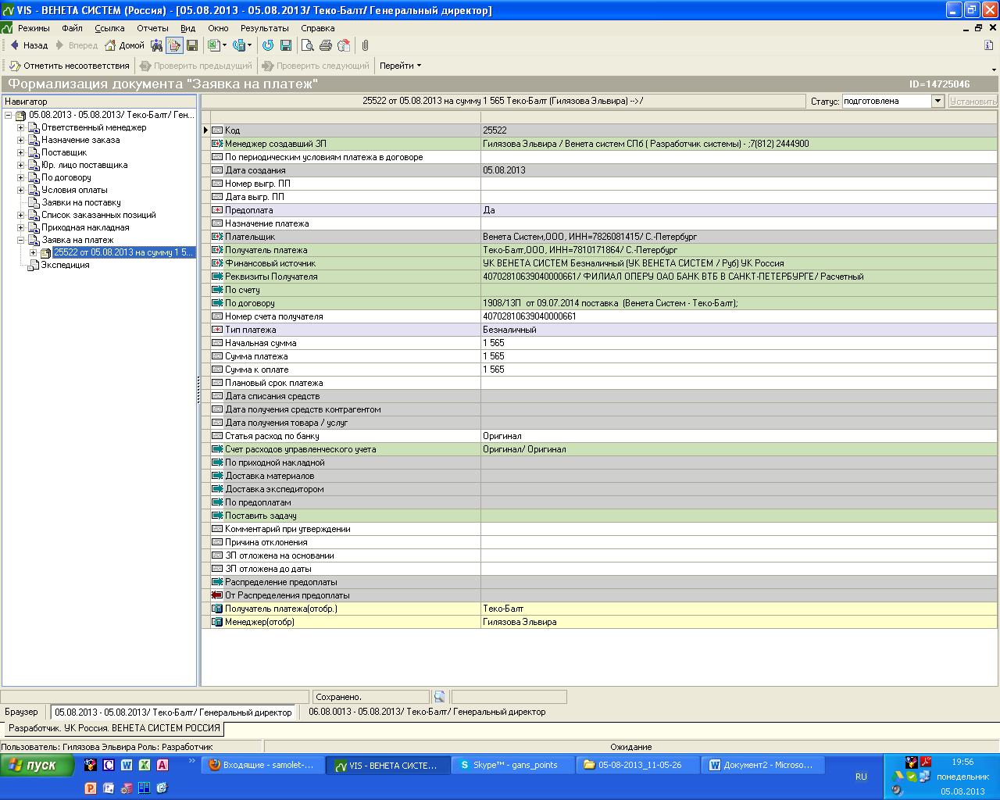 VIS - ВЕНЕТА СИСТЕМ (Россия) - [05.08.2013 - 05.08.2013/ Теко-Балт/ Генеральный директор]
Режимы Файл Ссылка Отчеты Вид Окно Результаты Справка
Назад Вперед Домой
Отметить несоответствия Проверить предыдущий Проверить следующий Перейти
Формализация документа "Заявка на платеж" ID=14725046
Навигатор
05.08.2013 - 05.08.2013/ Теко-Балт/ Ген...
Ответственный менеджер
Назначение заказа
Поставщик
Юр. лицо поставщика
По договору
Условия оплаты
Заявки на поставку
Список заказанных позиций
Приходная накладная
Заявка на платеж
25522 от 05.08.2013 на сумму 1 5...
Экспедиция
25522 от 05.08.2013 на сумму 1 565 Теко-Балт (Гилязова Эльвира) -->/ Статус: подготовлена Установить
Код 25522
Менеджер создавший ЗП Гилязова Эльвира / Венета систем СПб ( Разработчик системы) - ;7(812) 2444900
По периодическим условиям платежа в договоре
Дата создания 05.08.2013
Номер выгр. ПП
Дата выгр. ПП
Предоплата Да
Назначение платежа
Плательщик Венета Систем,ООО, ИНН=7826081415/ С.-Петербург
Получатель платежа Теко-Балт,ООО, ИНН=7810171864/ С.-Петербург
Финансовый источник УК ВЕНЕТА СИСТЕМ Безналичный (УК ВЕНЕТА СИСТЕМ / Руб) УК Россия
Реквизиты Получателя 40702810639040000661/ ФИЛИАЛ ОПЕРУ ОАО БАНК ВТБ В САНКТ-ПЕТЕРБУРГЕ/ Расчетный
По счету
По договору 1908/13П от 09.07.2014 поставка (Венета Систем - Теко-Балт);
Номер счета получателя 40702810639040000661
Тип платежа Безналичный
Начальная сумма 1 565
Сумма платежа 1 565
Сумма к оплате 1 565
Плановый срок платежа
Дата списания средств
Дата получения средств контрагентом
Дата получения товара / услуг
Статья расход по банку Оригинал
Счет расходов управленческого учета Оригинал/ Оригинал
По приходной накладной
Доставка материалов
Доставка экспедитором
По предоплатам
Поставить задачу
Комментарий при утверждении
Причина отклонения
ЗП отложена на основании
ЗП отложена до даты
Распределение предоплаты
От Распределения предоплаты
Получатель платежа(отобр.) Теко-Балт
Менеджер(отобр) Гилязова Эльвира
Сохранено.
Браузер 05.08.2013 - 05.08.2013/ Теко-Балт/ Генеральный директор 06.08.0013 - 05.08.2013/ Теко-Балт/ Генеральный директор
Разработчик. УК Россия. ВЕНЕТА СИСТЕМ РОССИЯ
Пользователь: Гилязова Эльвира Роль: Разработчик Ожидание
пуск Входящие - samolet-... VIS - ВЕНЕТА СИСТЕ... Skype™ - gans_points 05-08-2013_11-05-26 Документ2 - Microso... RU
19:56
понедельник
05.08.2013